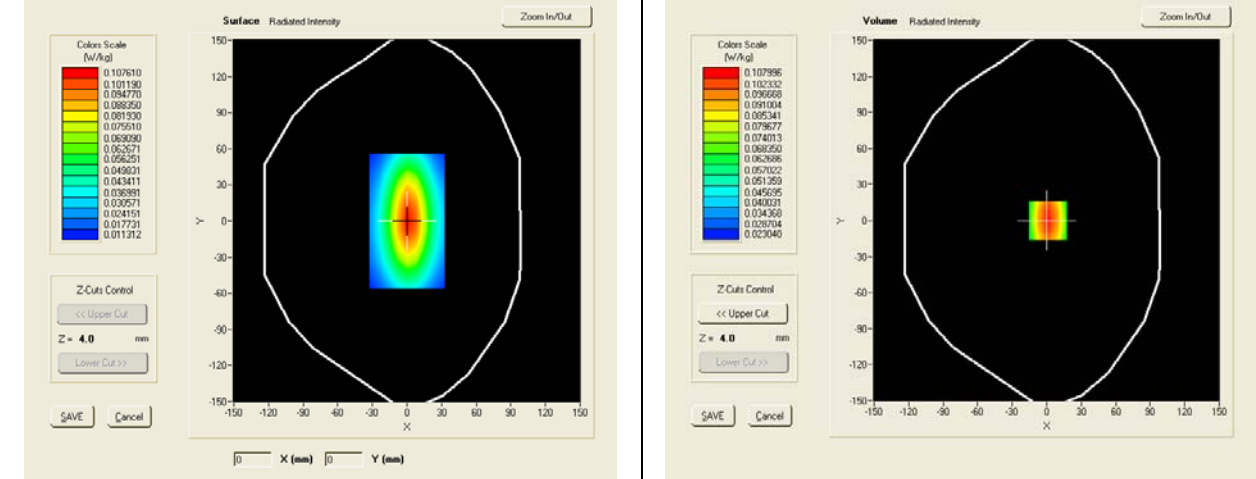 Surface Radiated Intensity
Zoom In/Out
Colors Scale
(W/kg)
0.107610
0.101190
0.094770
0.088350
0.081930
0.075510
0.069090
0.062671
0.056251
0.049831
0.043411
0.036991
0.030571
0.024151
0.017731
0.011312
Z-Cuts Control
<< Upper Cut
Z = 4.0 mm
Lower Cut >>
SAVE Cancel
150
120
90
60
30
0
-30
-60
-90
-120
-150
Y
-150 -120 -90 -60 -30 0 30 60 90 120 150
X
0 X (mm) 0 Y (mm)
Volume Radiated Intensity
Zoom In/Out
Colors Scale
(W/kg)
0.107996
0.102332
0.096668
0.091004
0.085341
0.079677
0.074013
0.068350
0.062686
0.057022
0.051359
0.045695
0.040031
0.034368
0.028704
0.023040
Z-Cuts Control
<< Upper Cut
Z = 4.0 mm
Lower Cut >>
SAVE Cancel
150
120
90
60
30
0
-30
-60
-90
-120
-150
Y
-150 -120 -90 -60 -30 0 30 60 90 120 150
X